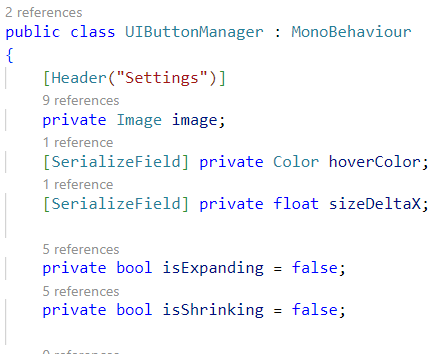 2 references
public class UIButtonManager : MonoBehaviour
{
[Header("Settings")]
9 references
private Image image;
1 reference
[SerializeField] private Color hoverColor;
1 reference
[SerializeField] private float sizeDeltaX;
5 references
private bool isExpanding = false;
5 references
private bool isShrinking = false;